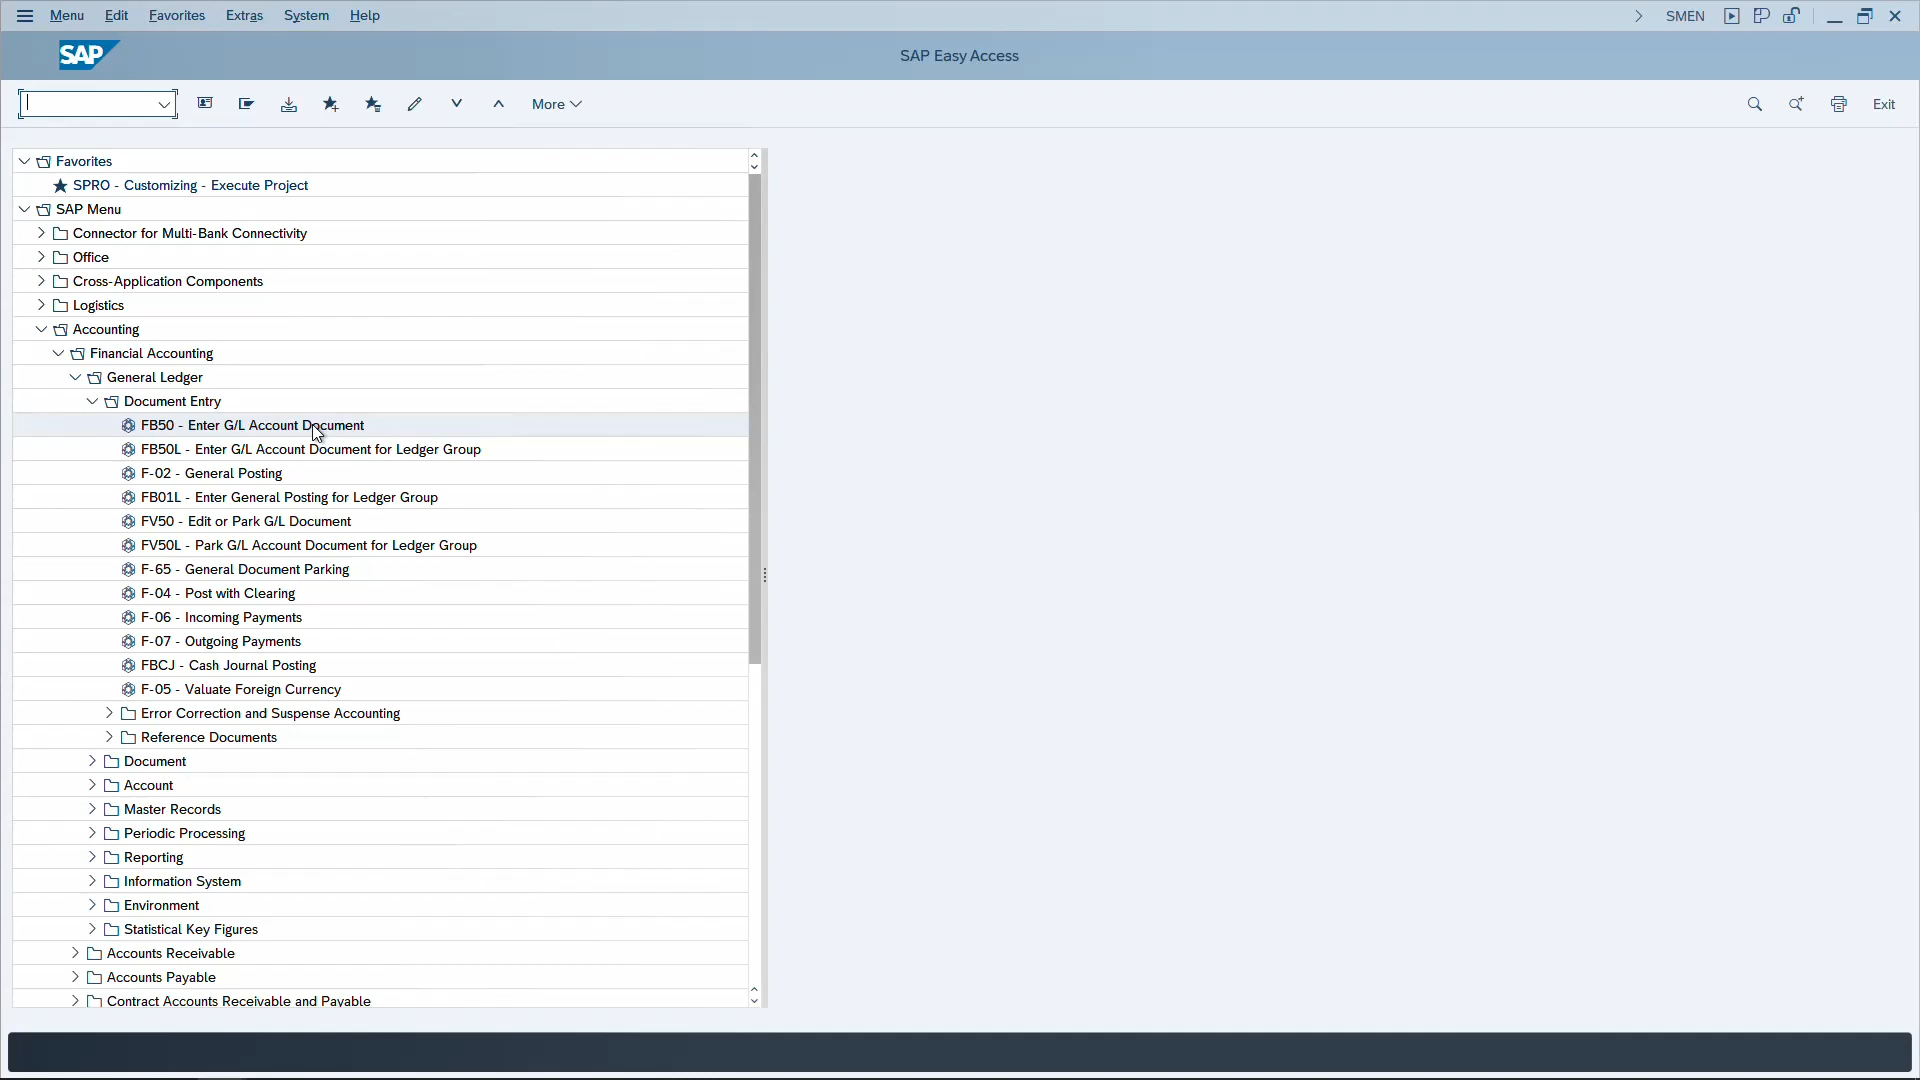 Menu Edit Favorites Extras System Help SMEN
SAP SAP Easy Access
More Exit
Favorites
SPRO - Customizing - Execute Project
SAP Menu
Connector for Multi-Bank Connectivity
Office
Cross-Application Components
Logistics
Accounting
Financial Accounting
General Ledger
Document Entry
FB50 - Enter G/L Account Document
FB50L - Enter G/L Account Document for Ledger Group
F-02 - General Posting
FB01L - Enter General Posting for Ledger Group
FV50 - Edit or Park G/L Document
FV50L - Park G/L Account Document for Ledger Group
F-65 - General Document Parking
F-04 - Post with Clearing
F-06 - Incoming Payments
F-07 - Outgoing Payments
FBCJ - Cash Journal Posting
F-05 - Valuate Foreign Currency
Error Correction and Suspense Accounting
Reference Documents
Document
Account
Master Records
Periodic Processing
Reporting
Information System
Environment
Statistical Key Figures
Accounts Receivable
Accounts Payable
Contract Accounts Receivable and Payable